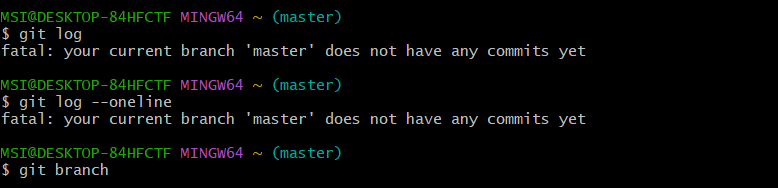 MSI@DESKTOP-84HFCTF MINGW64 ~ (master)
$ git log
fatal: your current branch 'master' does not have any commits yet
MSI@DESKTOP-84HFCTF MINGW64 ~ (master)
$ git log --oneline
fatal: your current branch 'master' does not have any commits yet
MSI@DESKTOP-84HFCTF MINGW64 ~ (master)
$ git branch